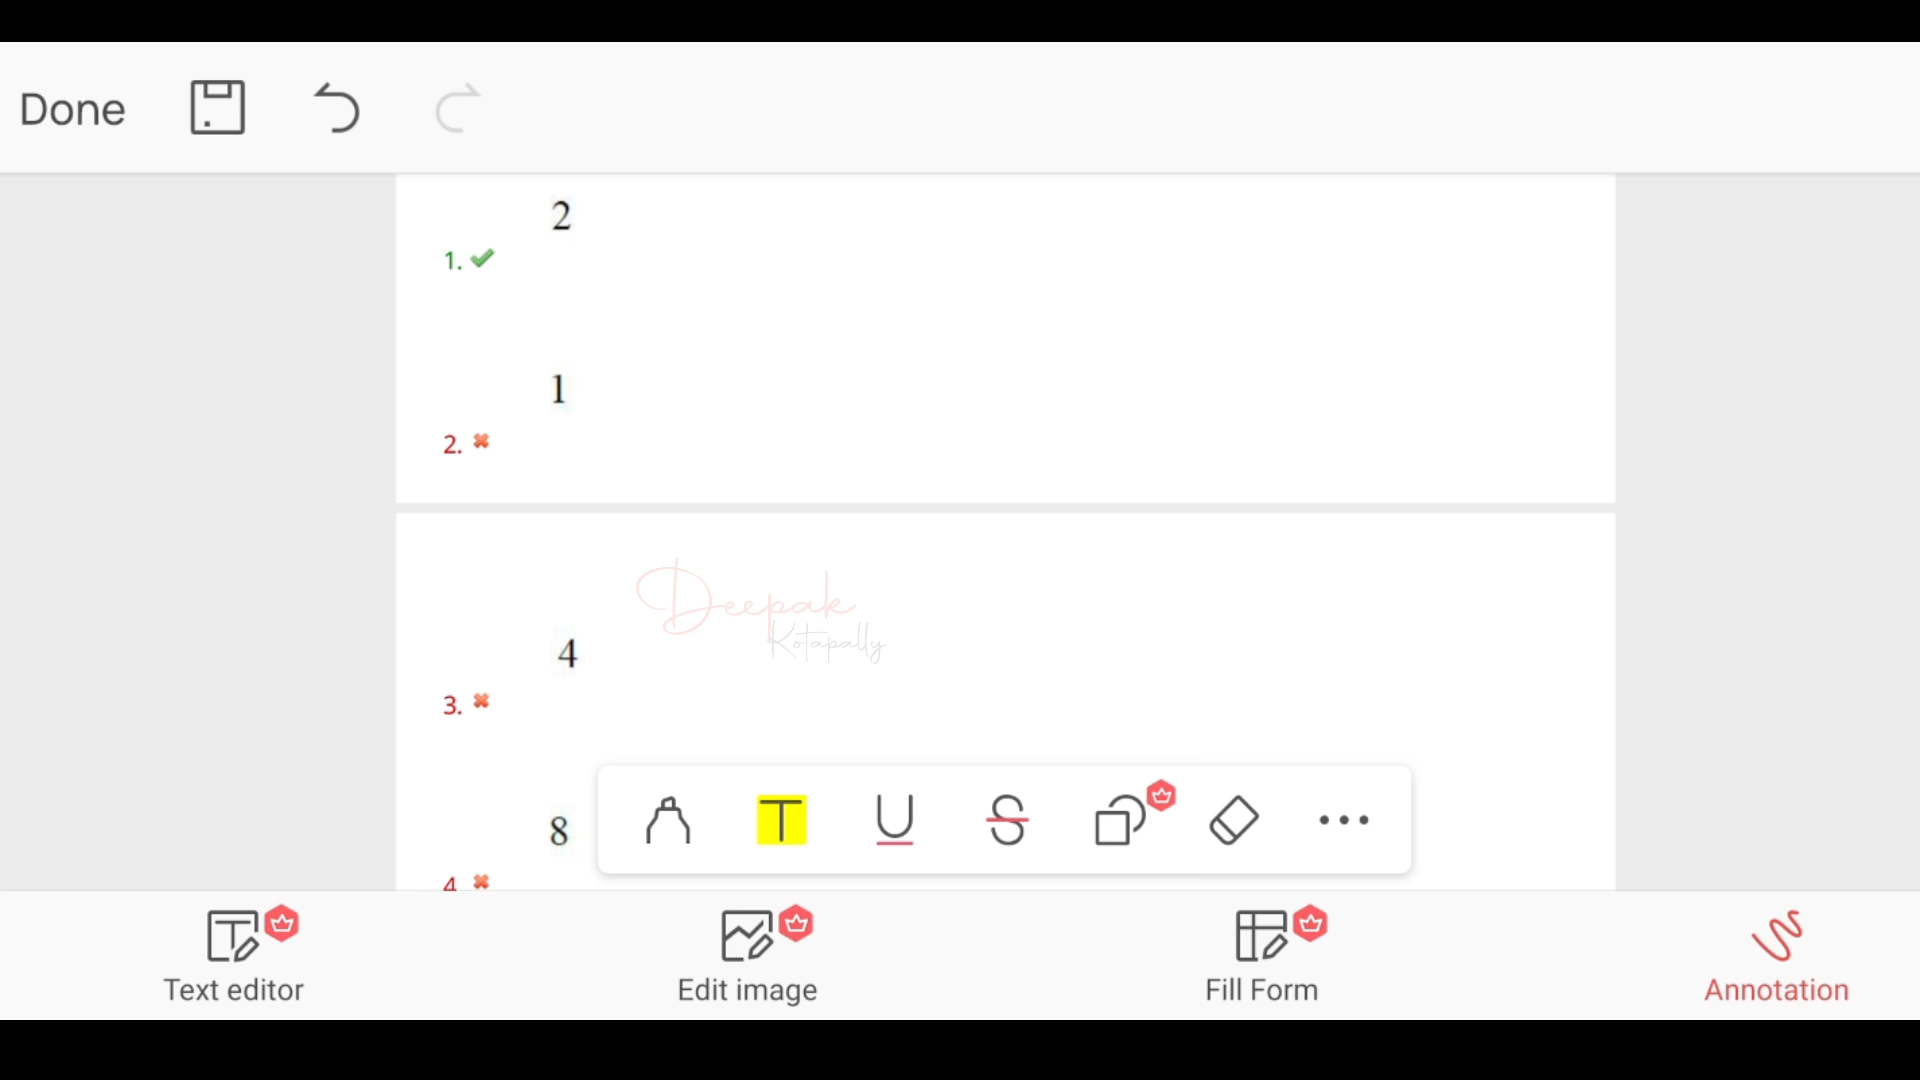 Done
2
1.
1
2.
Deepak
Kotapally
4
3.
8
4
T U S
Text editor
Edit image
Fill Form
Annotation